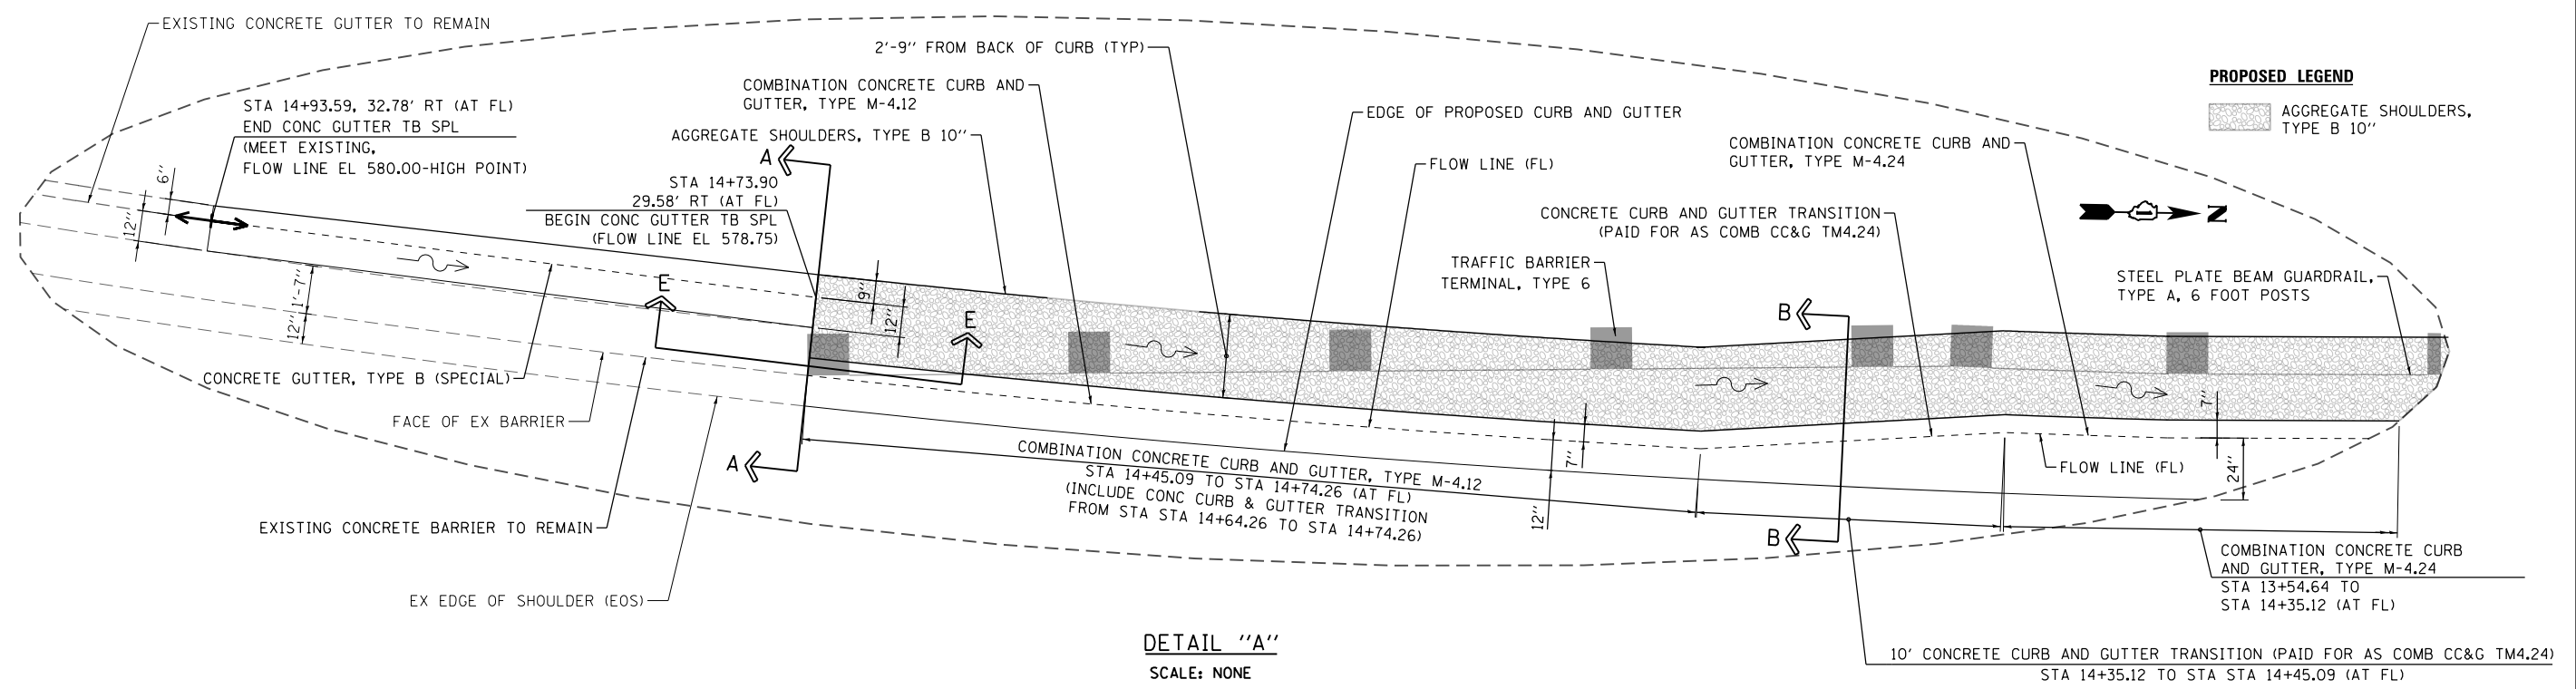 EXISTING CONCRETE GUTTER TO REMAIN
2'-9" FROM BACK OF CURB (TYP)
PROPOSED LEGEND
AGGREGATE SHOULDERS,
TYPE B 10"
STA 14+93.59, 32.78' RT (AT FL)
END CONC GUTTER TB SPL
(MEET EXISTING,
FLOW LINE EL 580.00-HIGH POINT)
COMBINATION CONCRETE CURB AND
GUTTER, TYPE M-4.12
AGGREGATE SHOULDERS, TYPE B 10"
EDGE OF PROPOSED CURB AND GUTTER
FLOW LINE (FL)
COMBINATION CONCRETE CURB AND
GUTTER, TYPE M-4.24
A
STA 14+73.90
29.58' RT (AT FL)
BEGIN CONC GUTTER TB SPL
(FLOW LINE EL 578.75)
CONCRETE CURB AND GUTTER TRANSITION
(PAID FOR AS COMB CC&G TM4.24)
N
TRAFFIC BARRIER
TERMINAL, TYPE 6
STEEL PLATE BEAM GUARDRAIL,
TYPE A, 6 FOOT POSTS
6"
12"
1'-7"
12"
E
9"
12"
E
B
CONCRETE GUTTER, TYPE B (SPECIAL)
FACE OF EX BARRIER
A
7"
24"
FLOW LINE (FL)
7"
12"
COMBINATION CONCRETE CURB AND GUTTER, TYPE M-4.12
STA 14+45.09 TO STA 14+74.26 (AT FL)
(INCLUDE CONC CURB & GUTTER TRANSITION
FROM STA STA 14+64.26 TO STA 14+74.26)
B
EXISTING CONCRETE BARRIER TO REMAIN
EX EDGE OF SHOULDER (EOS)
COMBINATION CONCRETE CURB
AND GUTTER, TYPE M-4.24
STA 13+54.64 TO
STA 14+35.12 (AT FL)
DETAIL "A"
SCALE: NONE
10' CONCRETE CURB AND GUTTER TRANSITION (PAID FOR AS COMB CC&G TM4.24)
STA 14+35.12 TO STA STA 14+45.09 (AT FL)